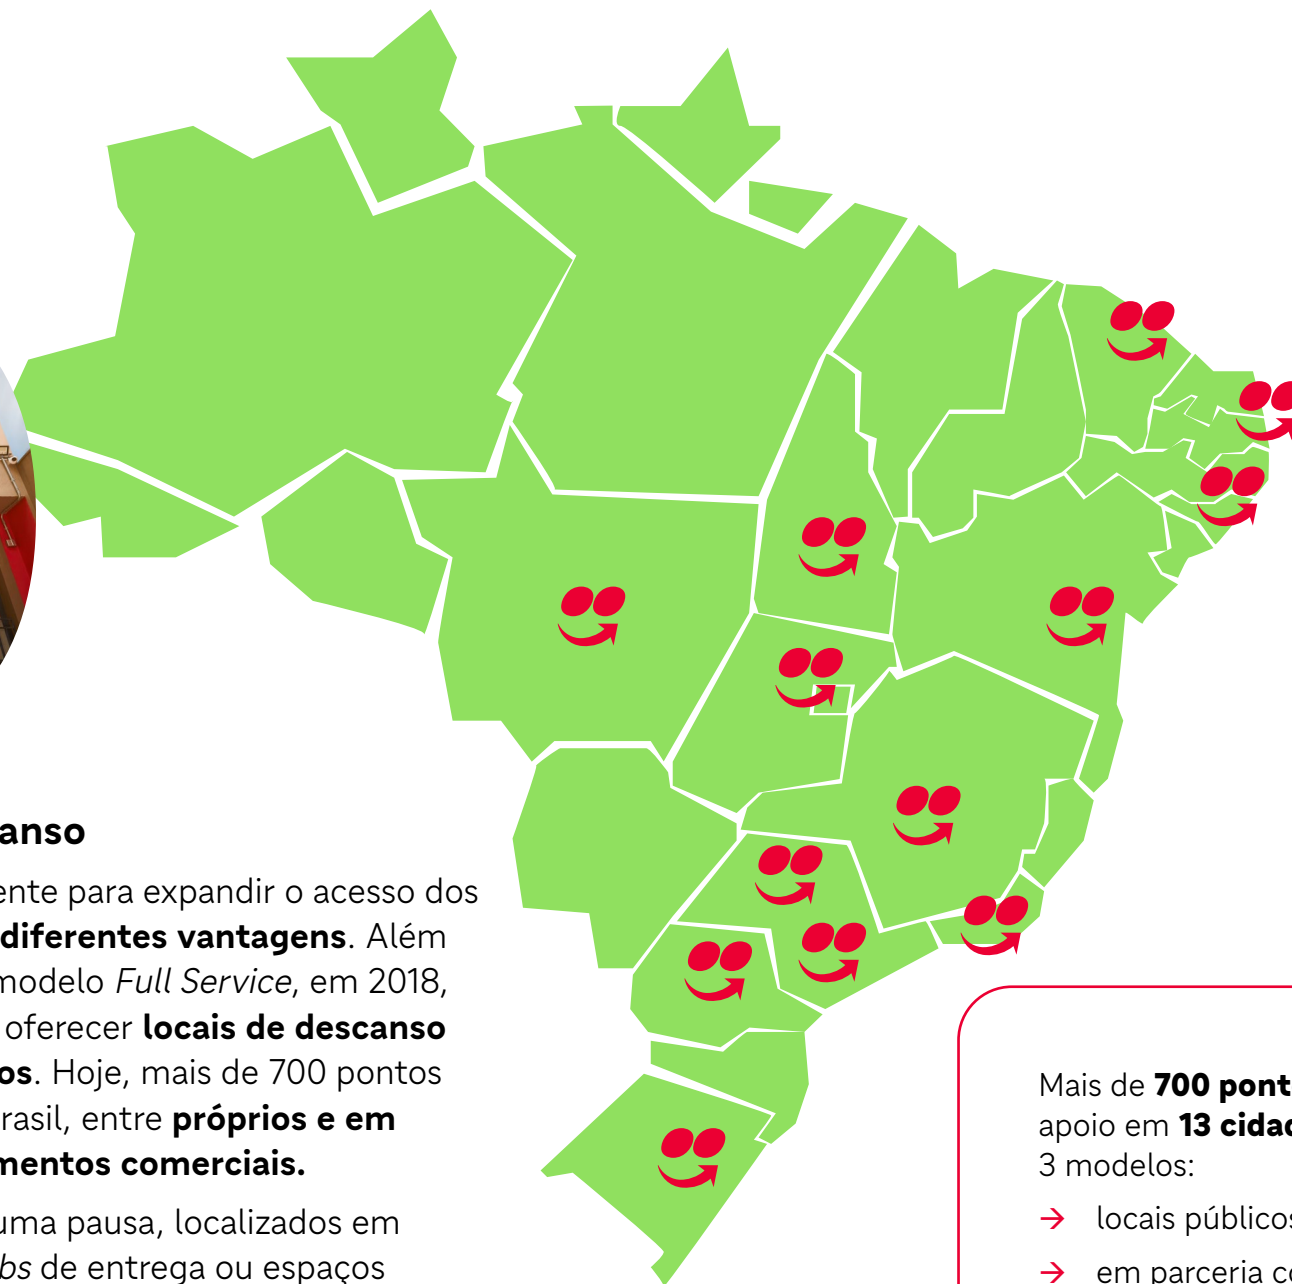 anso
ente para expandir o acesso dos
diferentes vantagens. Além
modelo Full Service, em 2018,
oferecer locais de descanso
os. Hoje, mais de 700 pontos
rasil, entre próprios e em
mentos comerciais.
uma pausa, localizados em
bs de entrega ou espaços
Mais de 700 pont
apoio em 13 cidad
3 modelos:
→ locais públicos
→ em parceria co